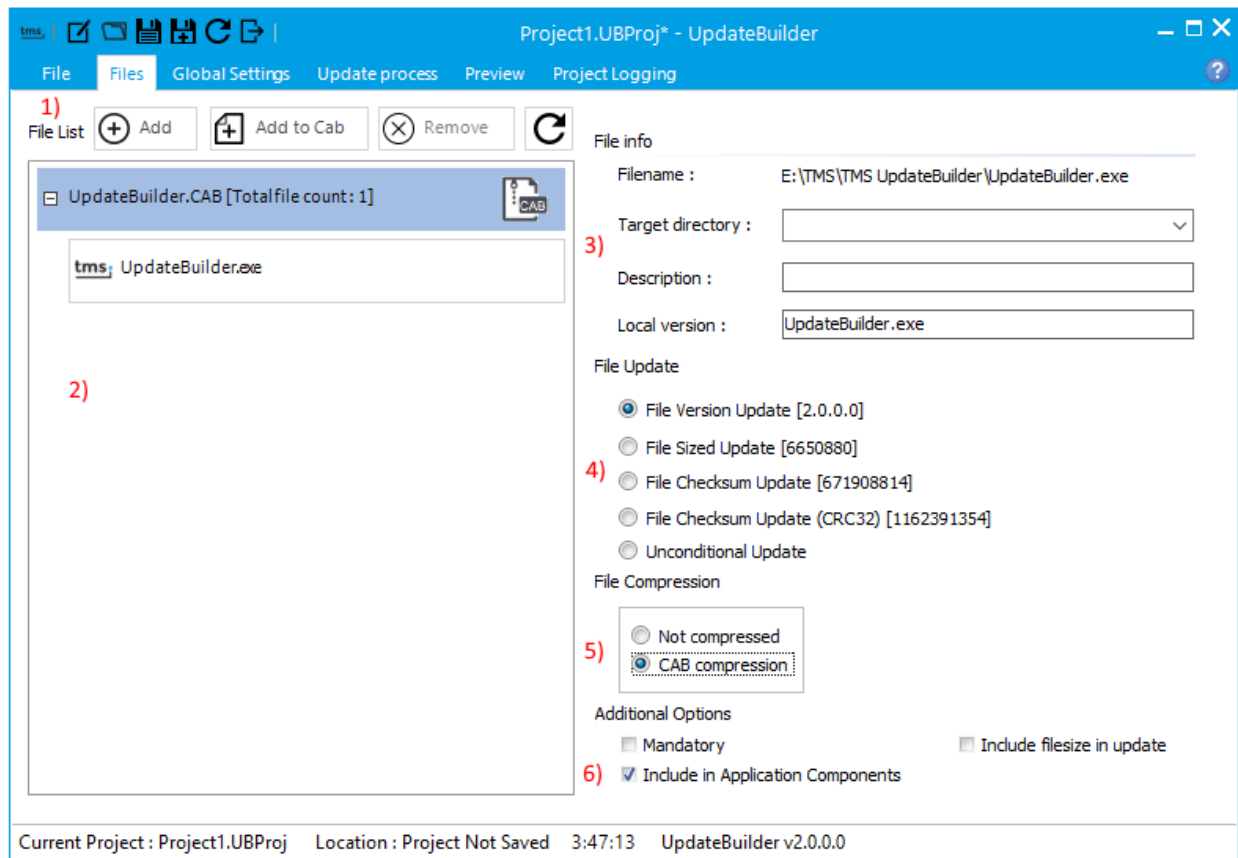 tms;
Project1.UBProj* - UpdateBuilder
File Files Global Settings Update process Preview Project Logging ?
1)
File List Add Add to Cab Remove
UpdateBuilder.CAB [Total file count: 1] CAB
tms; UpdateBuilder.exe
2)
File info
Filename : E:\TMS\TMS UpdateBuilder\UpdateBuilder.exe
Target directory :
3)
Description :
Local version : UpdateBuilder.exe
File Update
File Version Update [2.0.0.0]
File Sized Update [6650880]
4)
File Checksum Update [671908814]
File Checksum Update (CRC32) [1162391354]
Unconditional Update
File Compression
Not compressed
5)
CAB compression
Additional Options
Mandatory Include filesize in update
6) Include in Application Components
Current Project : Project1.UBProj Location : Project Not Saved 3:47:13 UpdateBuilder v2.0.0.0